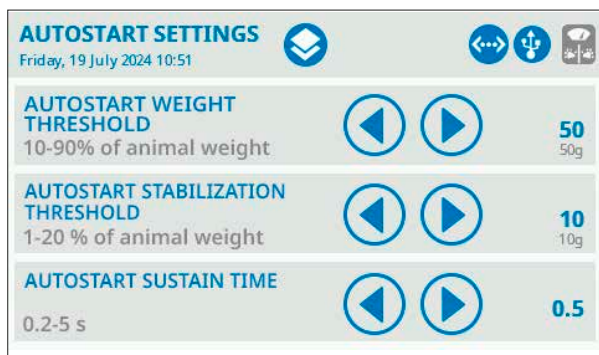 AUTOSTART SETTINGS
Friday, 19 July 2024 10:51
AUTOSTART WEIGHT
THRESHOLD
10-90% of animal weight
50
50g
AUTOSTART STABILIZATION
THRESHOLD
1-20 % of animal weight
10
10g
AUTOSTART SUSTAIN TIME
0.2-5 s
0.5